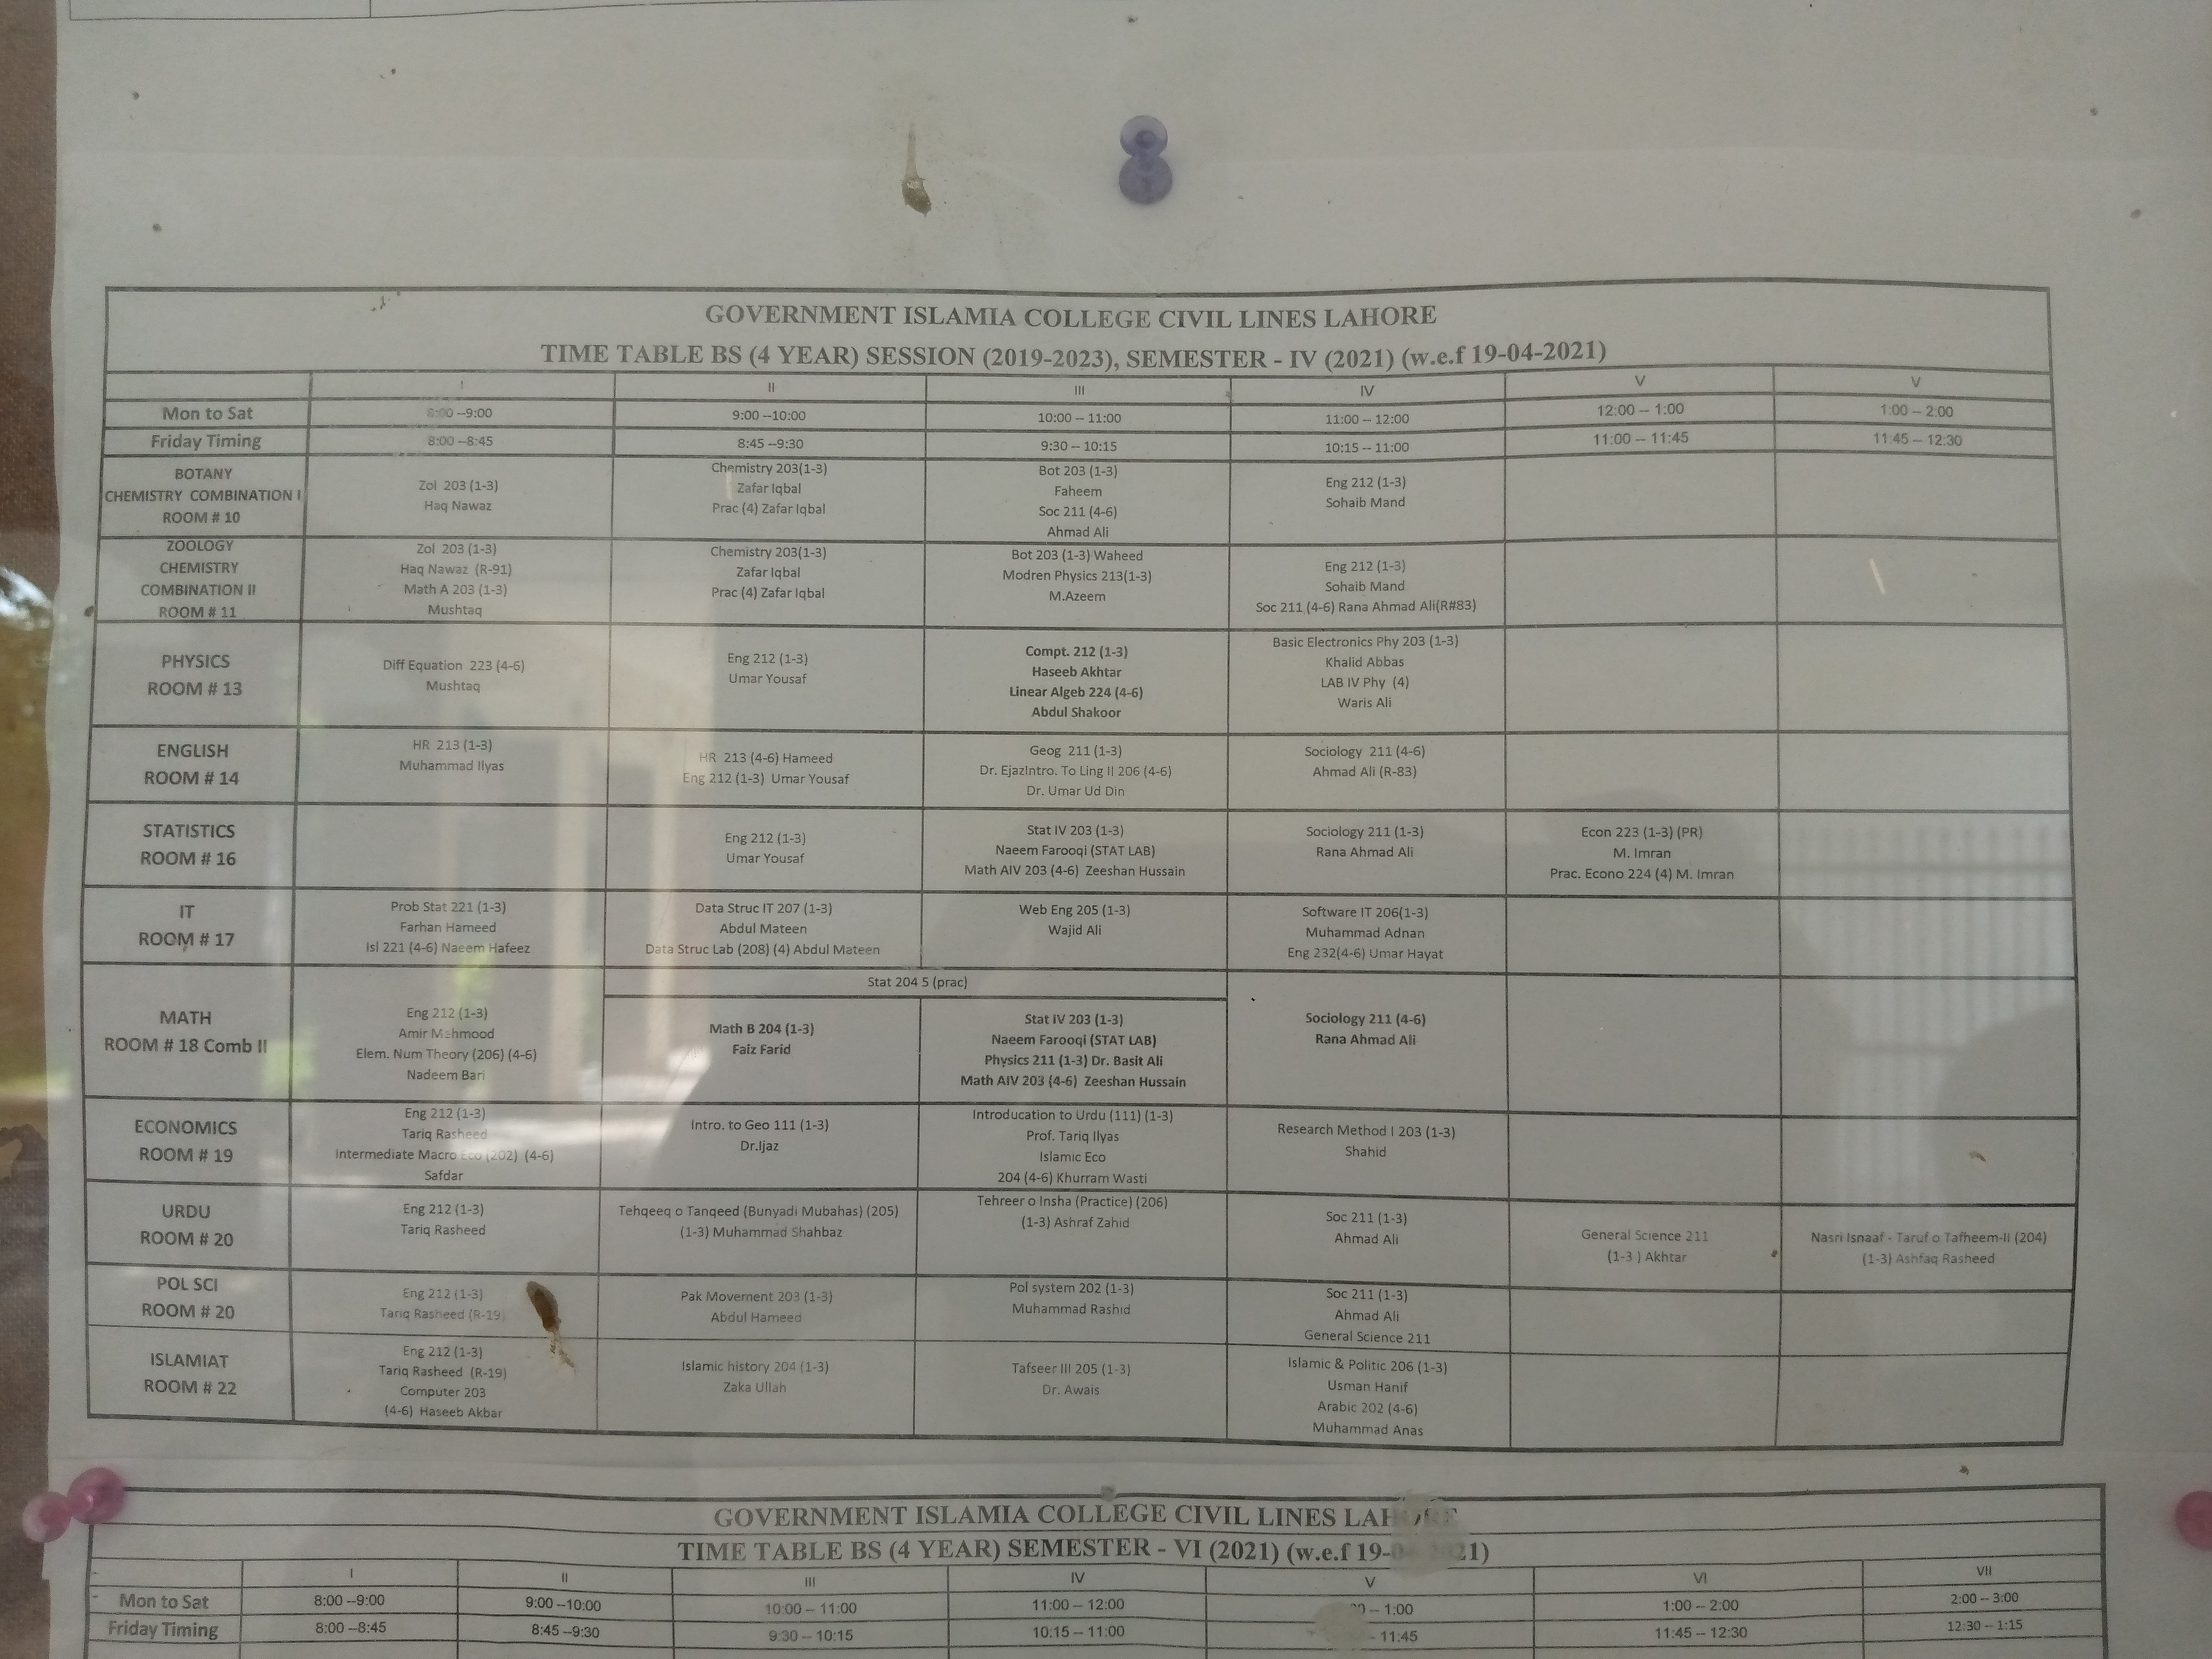 GOVERNMENT ISLAMIA COLLEGE CIVIL LINES LAHORE
TIME TABLE BS (4 YEAR) SESSION (2019-2023), SEMESTER - IV (2021) (w.e.f 19-04-2021)
I II III IV V V
Mon to Sat 8:00 --9:00 9:00 --10:00 10:00 -- 11:00 11:00 -- 12:00 12:00 -- 1:00 1:00 -- 2:00
Friday Timing 8:00 --8:45 8:45 --9:30 9:30 -- 10:15 10:15 -- 11:00 11:00 -- 11:45 11:45 -- 12:30
BOTANY
CHEMISTRY COMBINATION I
ROOM # 10
Zol 203 (1-3)
Haq Nawaz
Chemistry 203(1-3)
Zafar Iqbal
Prac (4) Zafar Iqbal
Bot 203 (1-3)
Faheem
Soc 211 (4-6)
Ahmad Ali
Eng 212 (1-3)
Sohaib Mand
ZOOLOGY
CHEMISTRY
COMBINATION II
ROOM # 11
Zol 203 (1-3)
Haq Nawaz (R-91)
Math A 203 (1-3)
Mushtaq
Chemistry 203(1-3)
Zafar Iqbal
Prac (4) Zafar Iqbal
Bot 203 (1-3) Waheed
Modren Physics 213(1-3)
M.Azeem
Eng 212 (1-3)
Sohaib Mand
Soc 211 (4-6) Rana Ahmad Ali(R#83)
PHYSICS
ROOM # 13
Diff Equation 223 (4-6)
Mushtaq
Eng 212 (1-3)
Umar Yousaf
Compt. 212 (1-3)
Haseeb Akhtar
Linear Algeb 224 (4-6)
Abdul Shakoor
Basic Electronics Phy 203 (1-3)
Khalid Abbas
LAB IV Phy (4)
Waris Ali
ENGLISH
ROOM # 14
HR 213 (1-3)
Muhammad Ilyas
HR 213 (4-6) Hameed
Eng 212 (1-3) Umar Yousaf
Geog 211 (1-3)
Dr. EjazIntro. To Ling II 206 (4-6)
Dr. Umar Ud Din
Sociology 211 (4-6)
Ahmad Ali (R-83)
STATISTICS
ROOM # 16
Eng 212 (1-3)
Umar Yousaf
Stat IV 203 (1-3)
Naeem Farooqi (STAT LAB)
Math AIV 203 (4-6) Zeeshan Hussain
Sociology 211 (1-3)
Rana Ahmad Ali
Econ 223 (1-3) (PR)
M. Imran
Prac. Econo 224 (4) M. Imran
IT
ROOM # 17
Prob Stat 221 (1-3)
Farhan Hameed
Isl 221 (4-6) Naeem Hafeez
Data Struc IT 207 (1-3)
Abdul Mateen
Data Struc Lab (208) (4) Abdul Mateen
Web Eng 205 (1-3)
Wajid Ali
Software IT 206(1-3)
Muhammad Adnan
Eng 232(4-6) Umar Hayat
MATH
ROOM # 18 Comb II
Eng 212 (1-3)
Amir Mehmood
Elem. Num Theory (206) (4-6)
Nadeem Bari
Stat 204 5 (prac)
Math B 204 (1-3)
Faiz Farid
Stat IV 203 (1-3)
Naeem Farooqi (STAT LAB)
Physics 211 (1-3) Dr. Basit Ali
Math AIV 203 (4-6) Zeeshan Hussain
Sociology 211 (4-6)
Rana Ahmad Ali
ECONOMICS
ROOM # 19
Eng 212 (1-3)
Tariq Rasheed
Intermediate Macro Eco (202) (4-6)
Safdar
Intro. to Geo 111 (1-3)
Dr.Ijaz
Introducation to Urdu (111) (1-3)
Prof. Tariq Ilyas
Islamic Eco
204 (4-6) Khurram Wasti
Research Method I 203 (1-3)
Shahid
URDU
ROOM # 20
Eng 212 (1-3)
Tariq Rasheed
Tehqeeq o Tanqeed (Bunyadi Mubahas) (205)
(1-3) Muhammad Shahbaz
Tehreer o Insha (Practice) (206)
(1-3) Ashraf Zahid
Soc 211 (1-3)
Ahmad Ali
General Science 211
(1-3 ) Akhtar
Nasri Isnaaf - Taruf o Tafheem-II (204)
(1-3) Ashfaq Rasheed
POL SCI
ROOM # 20
Eng 212 (1-3)
Tariq Rasheed (R-19)
Pak Movement 203 (1-3)
Abdul Hameed
Pol system 202 (1-3)
Muhammad Rashid
Soc 211 (1-3)
Ahmad Ali
General Science 211
ISLAMIAT
ROOM # 22
Eng 212 (1-3)
Tariq Rasheed (R-19)
Computer 203
(4-6) Haseeb Akbar
Islamic history 204 (1-3)
Zaka Ullah
Tafseer III 205 (1-3)
Dr. Awais
Islamic & Politic 206 (1-3)
Usman Hanif
Arabic 202 (4-6)
Muhammad Anas
GOVERNMENT ISLAMIA COLLEGE CIVIL LINES
TIME TABLE BS (4 YEAR) SEMESTER - VI (2021) (w.e.f
I II III IV V VI VII
Mon to Sat 8:00 --9:00 9:00 --10:00 10:00 -- 11:00 11:00 -- 12:00 -- 1:00 1:00 -- 2:00 2:00 -- 3:00
Friday Timing 8:00 --8:45 8:45 --9:30 9:30 -- 10:15 10:15 -- 11:00 - 11:45 11:45 -- 12:30 12:30 -- 1:15